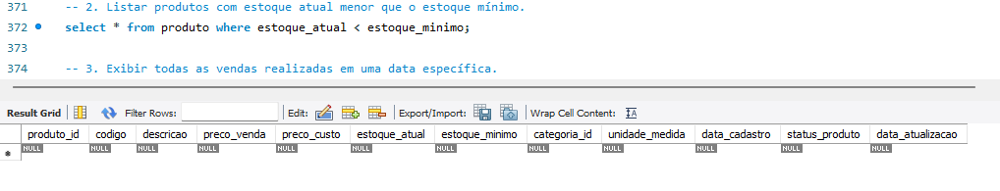 371 -- 2. Listar produtos com estoque atual menor que o estoque mínimo.
372 select * from produto where estoque_atual < estoque_minimo;
373
374 -- 3. Exibir todas as vendas realizadas em uma data específica.
Result Grid Filter Rows: Edit: Export/Import: Wrap Cell Content: IA
produto_id codigo descricao preco_venda preco_custo estoque_atual estoque_minimo categoria_id unidade_medida data_cadastro status_produto data_atualizacao
* NULL NULL NULL NULL NULL NULL NULL NULL NULL NULL NULL NULL